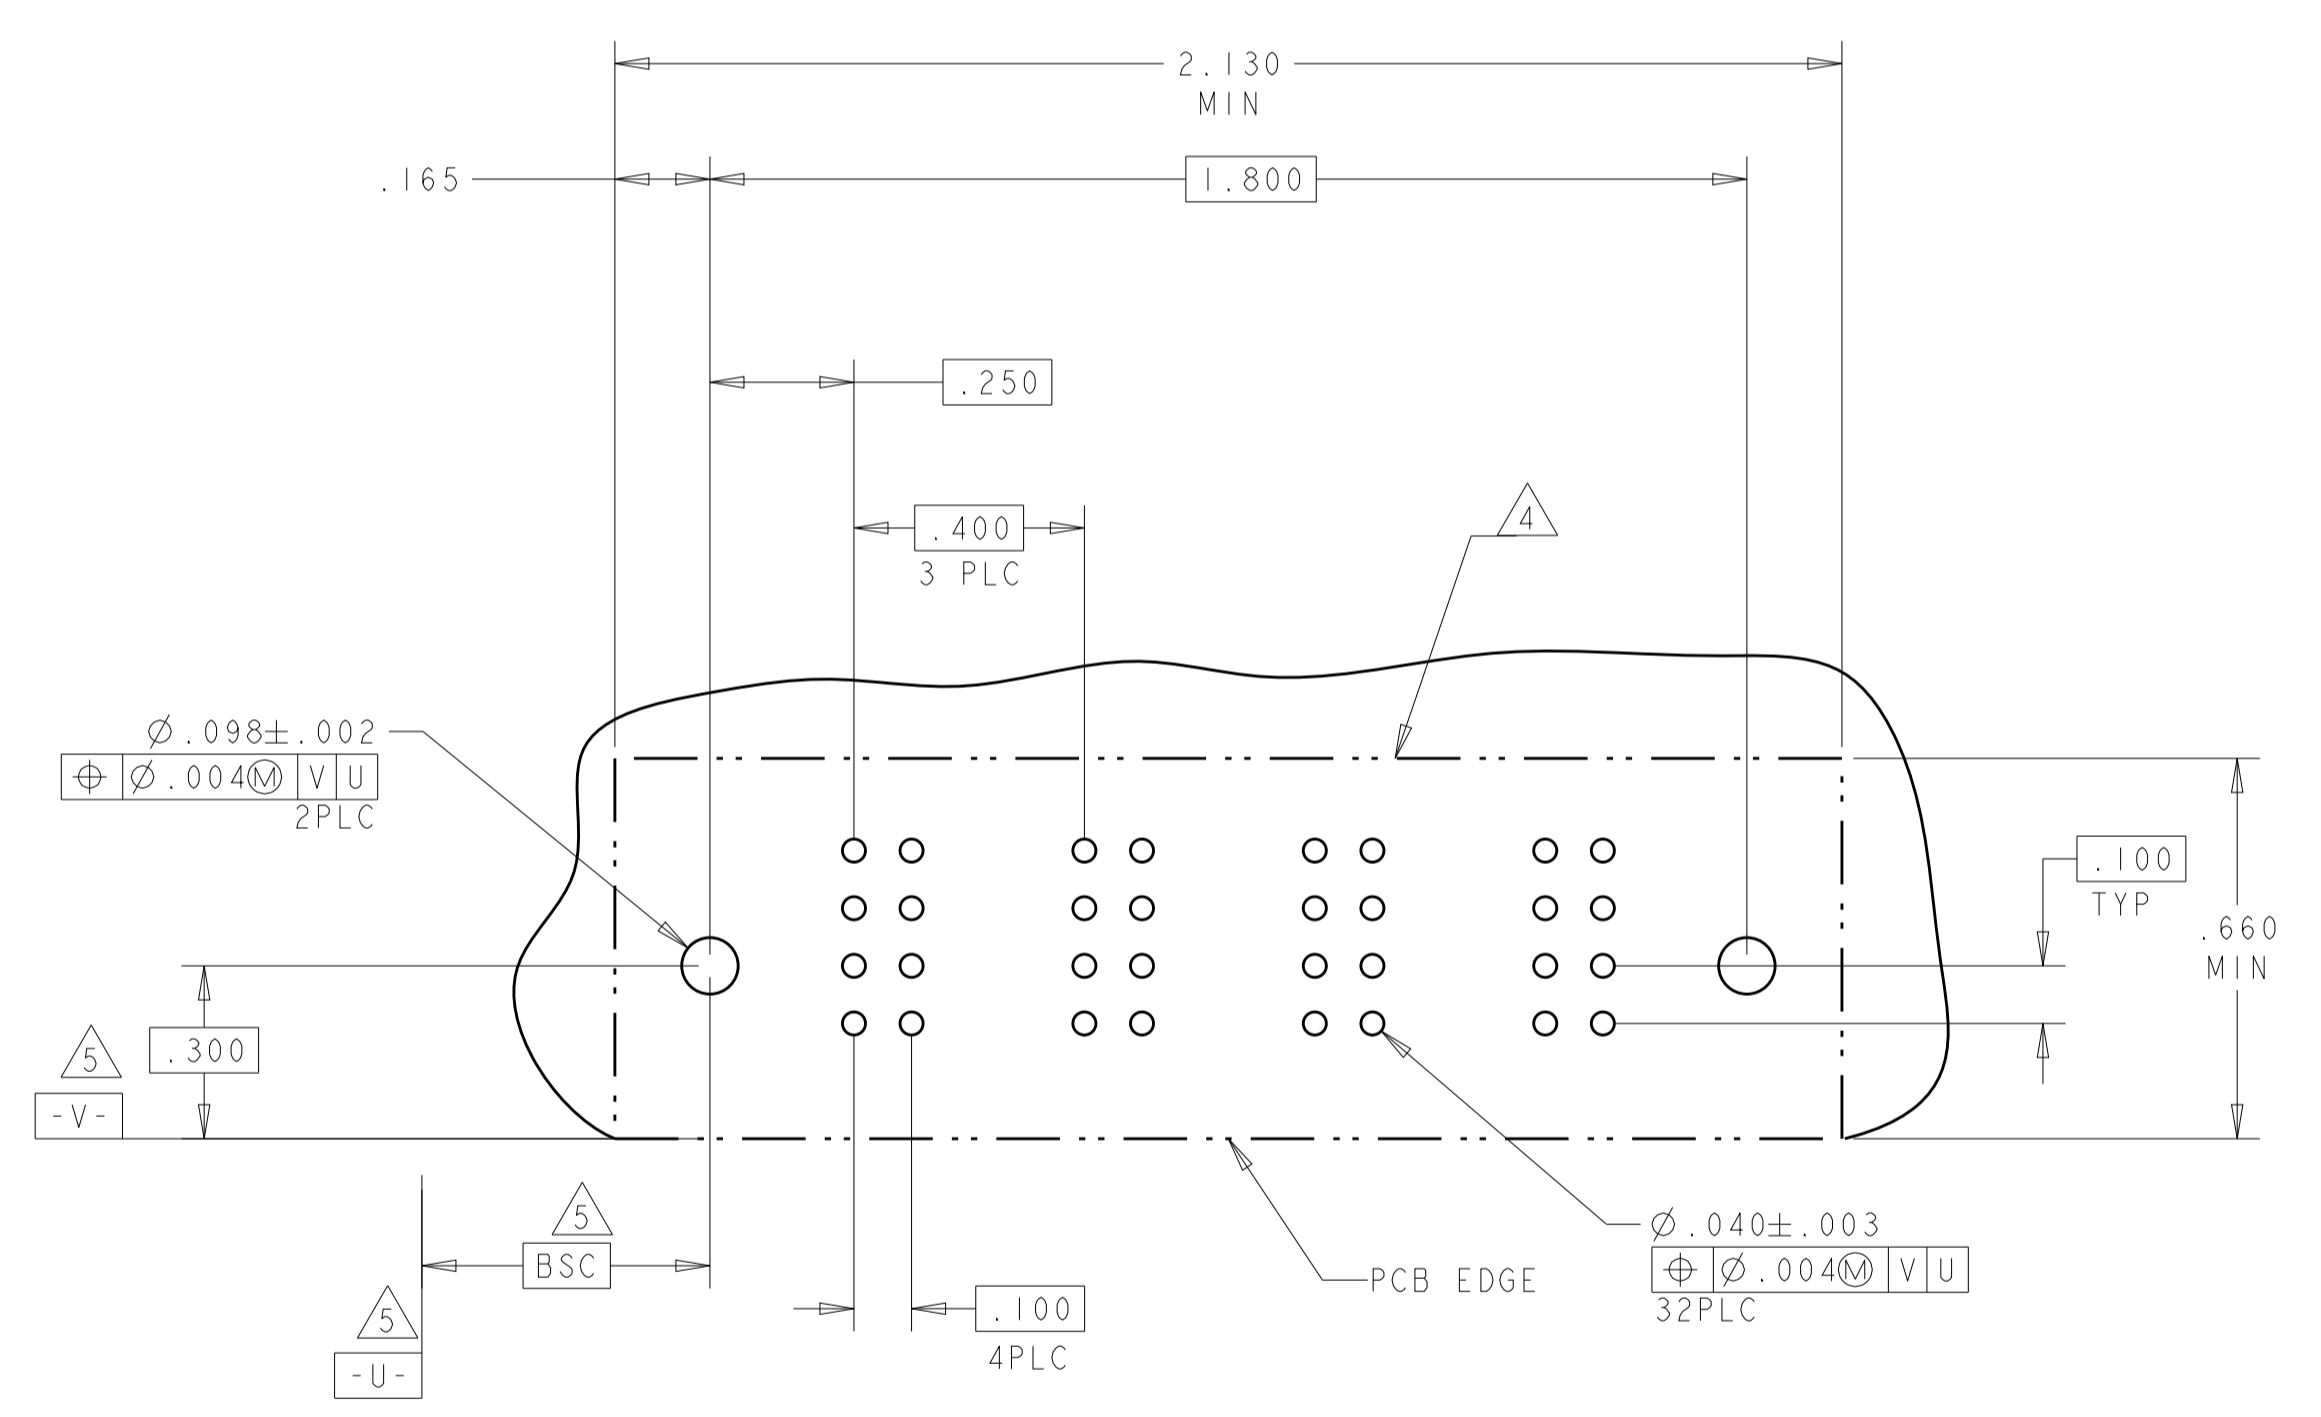 2.130
MIN
.165
1.800
.250
.400
3 PLC
4
Ø.098±.002
⌖ Ø.004Ⓜ V U
2PLC
.100
TYP
.660
MIN
.300
5
-V-
5
BSC
5
-U-
Ø.040±.003
⌖ Ø.004Ⓜ V U
32PLC
PCB EDGE
.100
4PLC